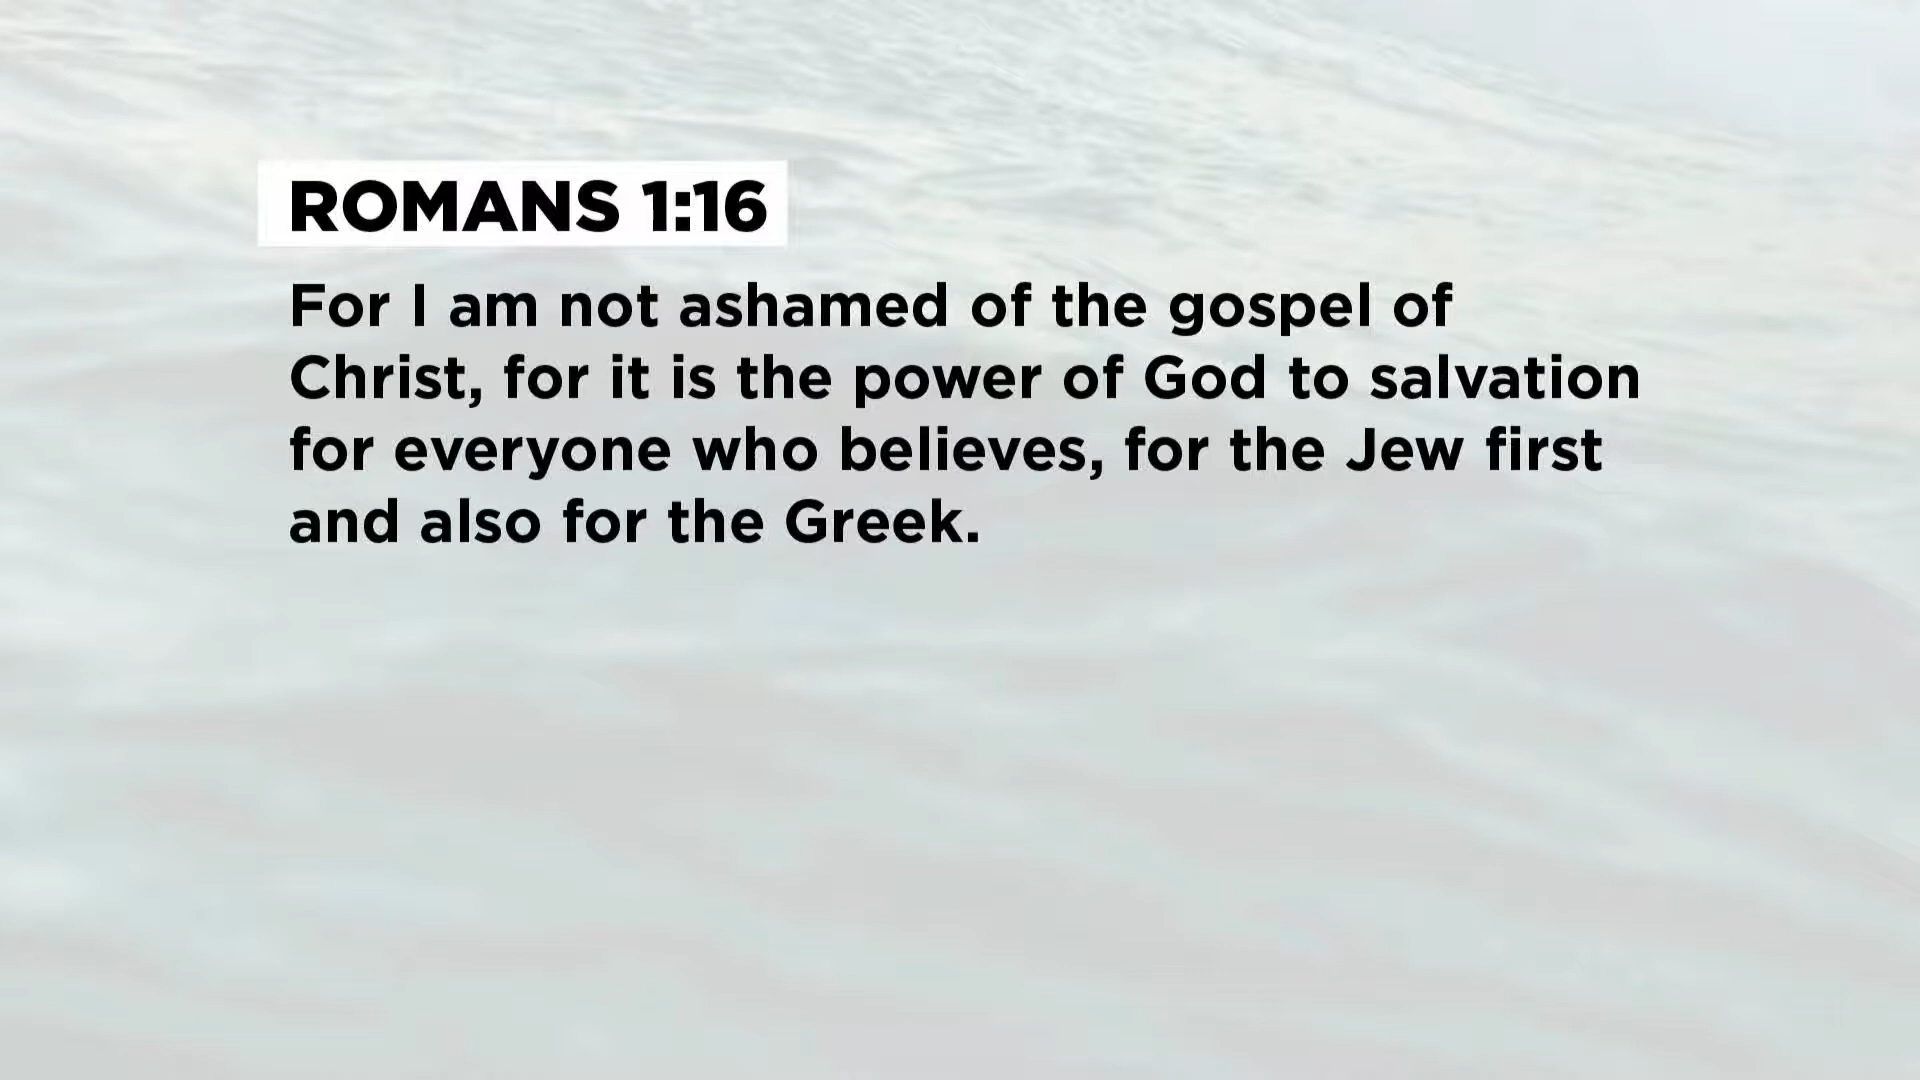 ROMANS 1:16
For I am not ashamed of the gospel of
Christ, for it is the power of God to salvation
for everyone who believes, for the Jew first
and also for the Greek.